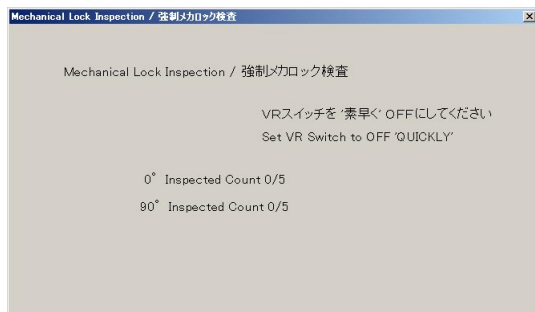 Mechanical Lock Inspection / 強制メカロック検査
Mechanical Lock Inspection / 強制メカロック検査
VRスイッチを '素早く' OFFにしてください
Set VR Switch to OFF 'QUICKLY'
0° Inspected Count 0/5
90° Inspected Count 0/5